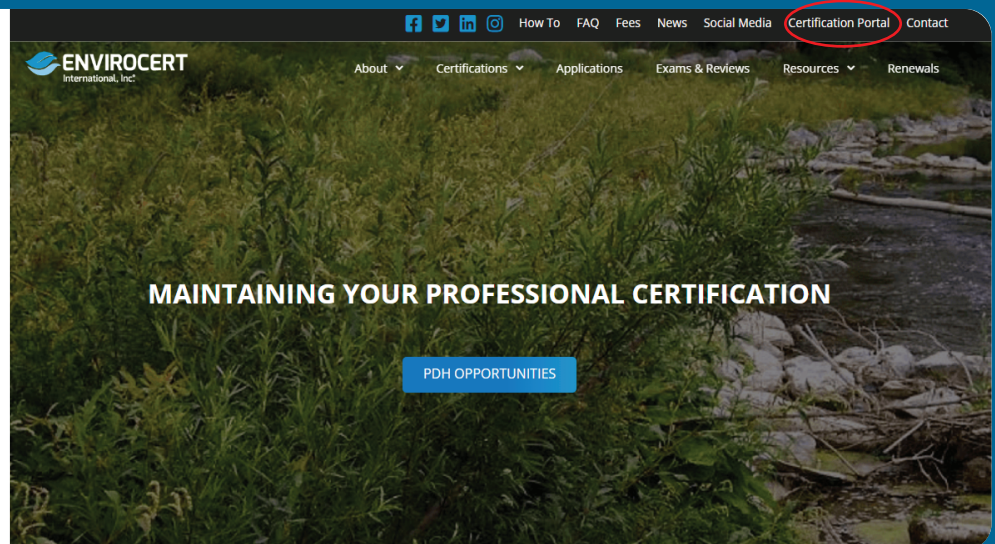 How To FAQ Fees News Social Media Certification Portal Contact
ENVIROCERT
International, Inc.
About Certifications Applications Exams & Reviews Resources Renewals
MAINTAINING YOUR PROFESSIONAL CERTIFICATION
PDH OPPORTUNITIES